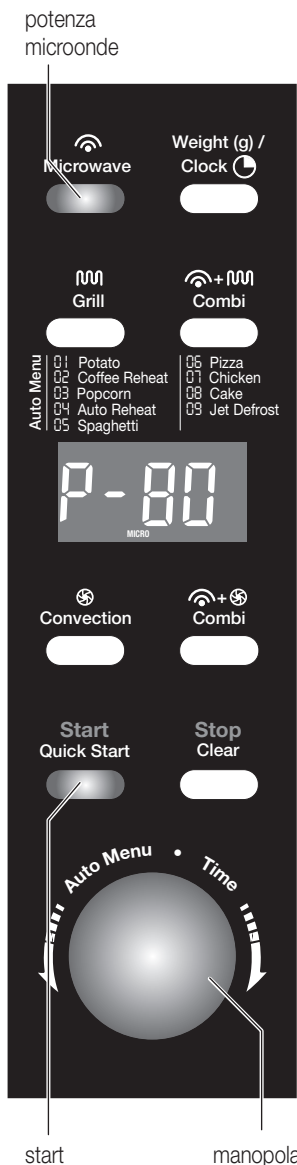 potenza
microonde
Microwave
Weight (g) /
Clock
Grill
+
Combi
Auto Menu
01 Potato
02 Coffee Reheat
03 Popcorn
04 Auto Reheat
05 Spaghetti
06 Pizza
07 Chicken
08 Cake
09 Jet Defrost
P-80
MICRO
Convection
+
Combi
Start
Quick Start
Stop
Clear
Auto Menu • Time
start
manopola